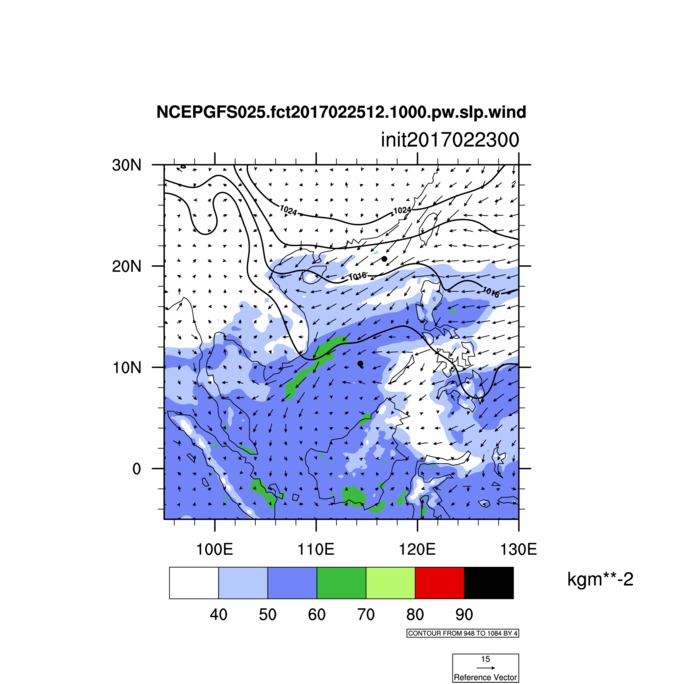 NCEPGFS025.fct2017022512.1000.pw.slp.wind
init2017022300
30N
1024
1024
20N
1016
1016
10N
0
100E
110E
120E
130E
kgm**-2
40
50
60
70
80
90
CONTOUR FROM 948 TO 1084 BY 4
15
Reference Vector